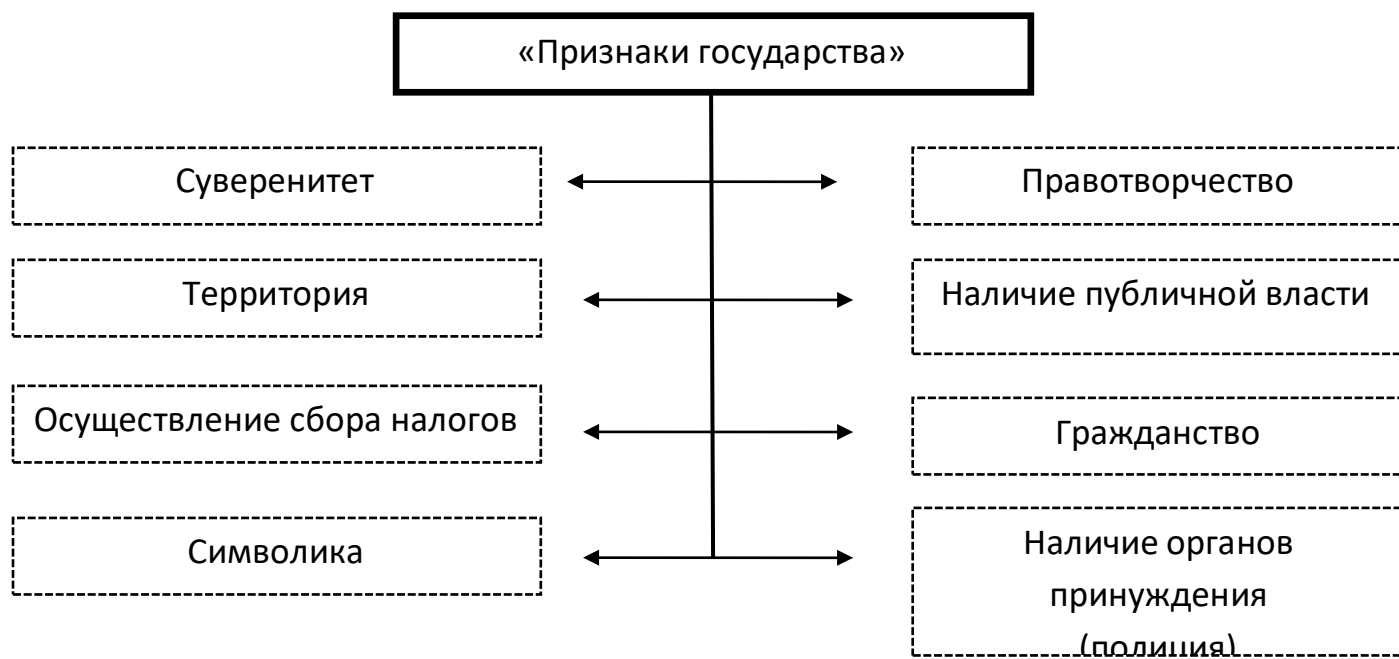 «Признаки государства»
Суверенитет
Правотворчество
Территория
Наличие публичной власти
Осуществление сбора налогов
Гражданство
Символика
Наличие органов
принуждения
(полиция)